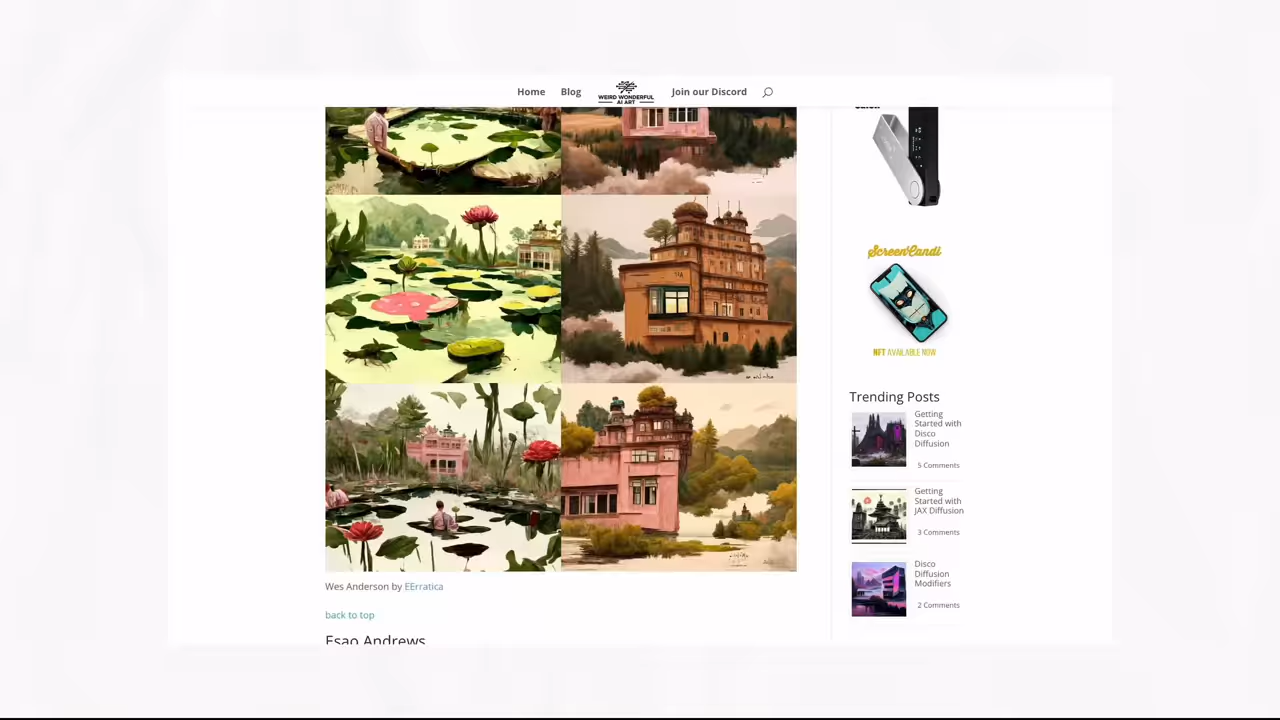 Home
Blog
WEIRD WONDERFUL
AI ART
Join our Discord
Wes Anderson by EErratica
back to top
Esao Andrews
ScreenCandi
NFT AVAILABLE NOW
Trending Posts
Getting
Started with
Disco
Diffusion
5 Comments
Getting
Started with
JAX Diffusion
3 Comments
Disco
Diffusion
Modifiers
2 Comments